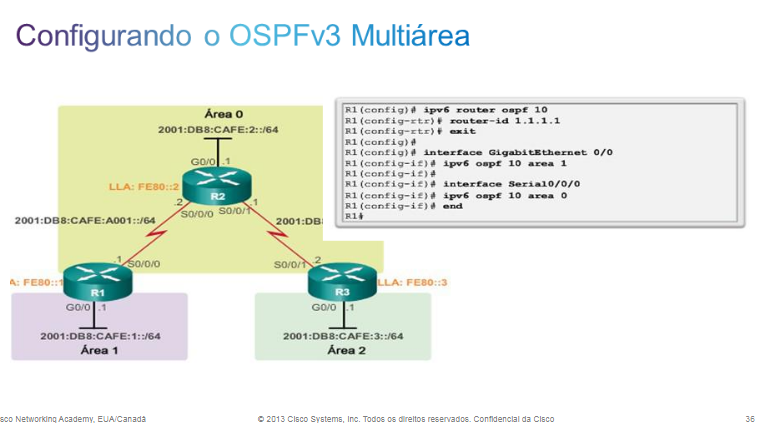 Configurando o OSPFv3 Multiárea
Área 0
2001:DB8:CAFE:2::/64
G0/0 .1
LLA: FE80::2
R2
.2 S0/0/0 S0/0/1 .1
2001:DB8:CAFE:A001::/64
2001:DB
.1 S0/0/0
S0/0/1 .2
A: FE80::1
R1
R3
LLA: FE80::3
G0/0 .1
G0/0 .1
2001:DB8:CAFE:1::/64
2001:DB8:CAFE:3::/64
Área 1
Área 2
R1(config)# ipv6 router ospf 10
R1(config-rtr)# router-id 1.1.1.1
R1(config-rtr)# exit
R1(config)#
R1(config)# interface GigabitEthernet 0/0
R1(config-if)# ipv6 ospf 10 area 1
R1(config-if)#
R1(config-if)# interface Serial0/0/0
R1(config-if)# ipv6 ospf 10 area 0
R1(config-if)# end
R1#
sco Networking Academy, EUA/Canadá
© 2013 Cisco Systems, Inc. Todos os direitos reservados. Confidencial da Cisco
36